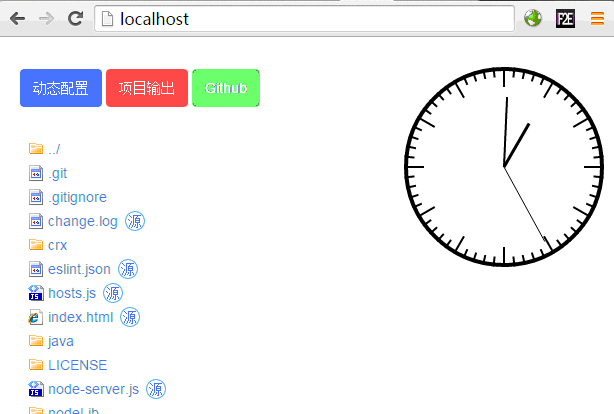 localhost
F2E
动态配置 项目输出 Github
../
.git
.gitignore
change.log 源
crx
eslint.json 源
hosts.js 源
index.html 源
java
LICENSE
node-server.js 源
nodeLib